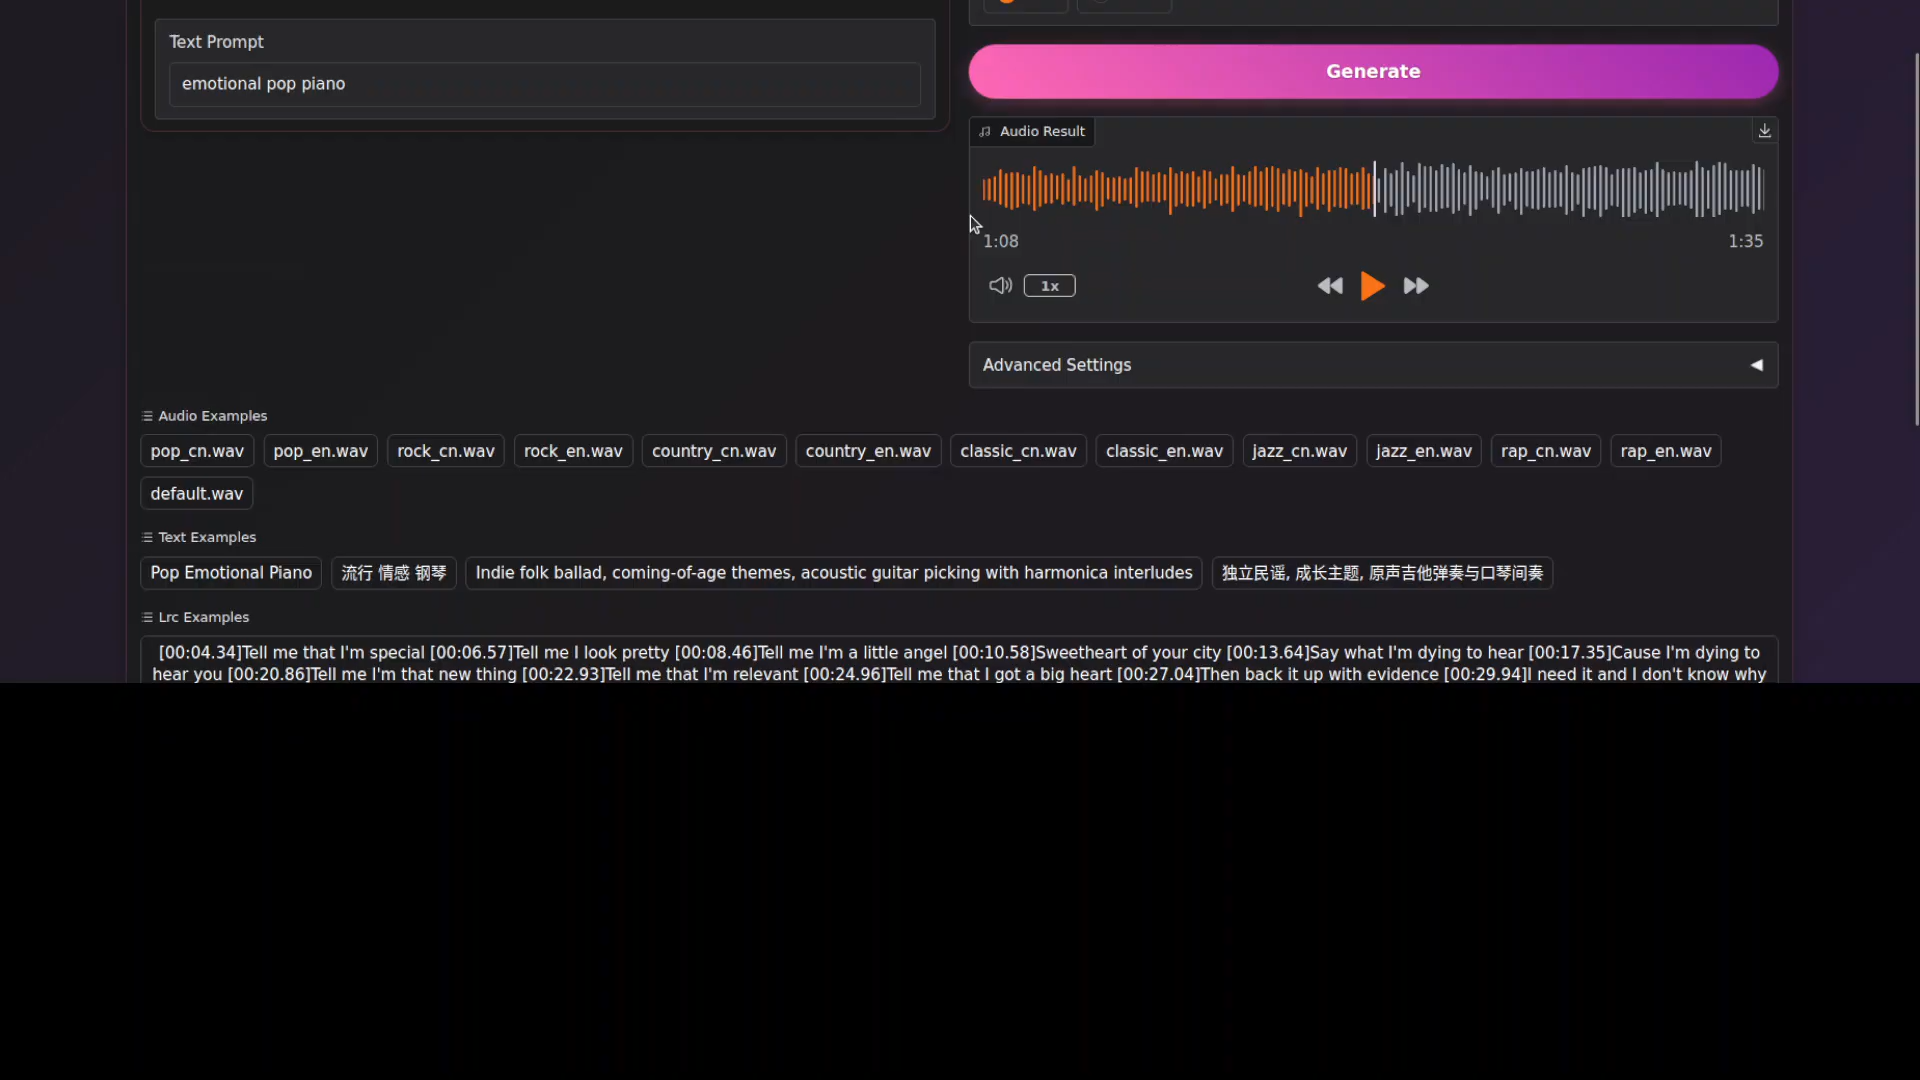 Text Prompt
emotional pop piano
Generate
Audio Result
1:08
1:35
1x
Advanced Settings
Audio Examples
pop_cn.wav
pop_en.wav
rock_cn.wav
rock_en.wav
country_cn.wav
country_en.wav
classic_cn.wav
classic_en.wav
jazz_cn.wav
jazz_en.wav
rap_cn.wav
rap_en.wav
default.wav
Text Examples
Pop Emotional Piano
流行 情感 钢琴
Indie folk ballad, coming-of-age themes, acoustic guitar picking with harmonica interludes
独立民谣, 成长主题, 原声吉他弹奏与口琴间奏
Lrc Examples
[00:04.34]Tell me that I'm special [00:06.57]Tell me I look pretty [00:08.46]Tell me I'm a little angel [00:10.58]Sweetheart of your city [00:13.64]Say what I'm dying to hear [00:17.35]Cause I'm dying to
hear you [00:20.86]Tell me I'm that new thing [00:22.93]Tell me that I'm relevant [00:24.96]Tell me that I got a big heart [00:27.04]Then back it up with evidence [00:29.94]I need it and I don't know why